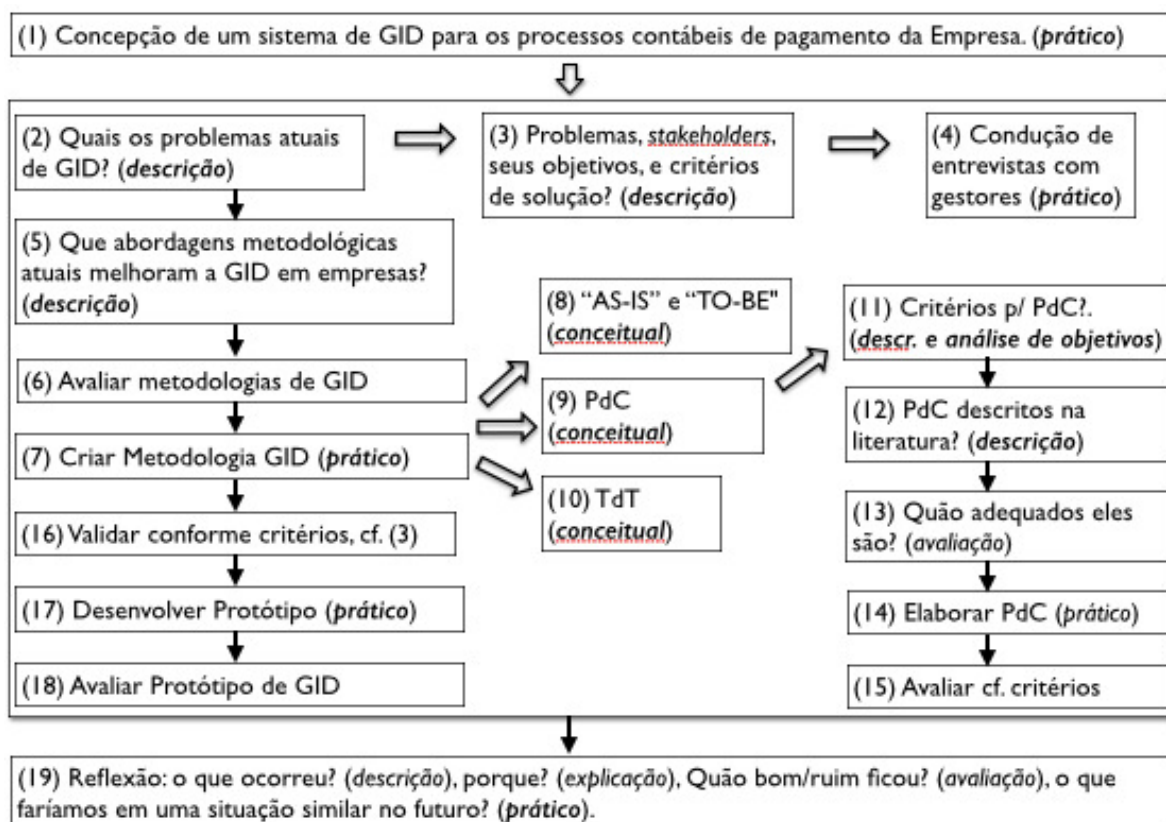 (1) Concepção de um sistema de GID para os processos contábeis de pagamento da Empresa. (prático)
(2) Quais os problemas atuais
de GID? (descrição)
(3) Problemas, stakeholders,
seus objetivos, e critérios
de solução? (descrição)
(4) Condução de
entrevistas com
gestores (prático)
(5) Que abordagens metodológicas
atuais melhoram a GID em empresas?
(descrição)
(6) Avaliar metodologias de GID
(7) Criar Metodologia GID (prático)
(8) “AS-IS” e “TO-BE"
(conceitual)
(9) PdC
(conceitual)
(10) TdT
(conceitual)
(11) Critérios p/ PdC?.
(descr. e análise de objetivos)
(12) PdC descritos na
literatura? (descrição)
(13) Quão adequados eles
são? (avaliação)
(14) Elaborar PdC (prático)
(15) Avaliar cf. critérios
(16) Validar conforme critérios, cf. (3)
(17) Desenvolver Protótipo (prático)
(18) Avaliar Protótipo de GID
(19) Reflexão: o que ocorreu? (descrição), porque? (explicação), Quão bom/ruim ficou? (avaliação), o que
faríamos em uma situação similar no futuro? (prático).